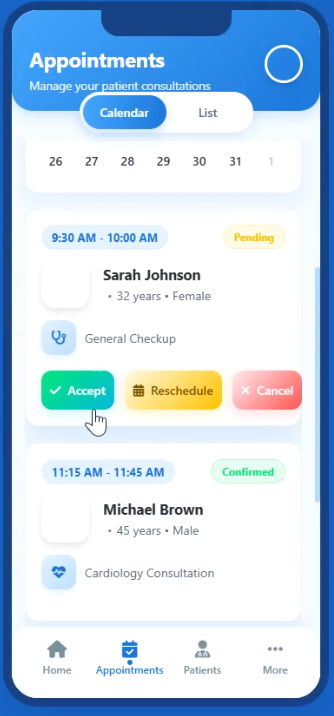 Appointments
Manage your patient consultations
Calendar List
26 27 28 29 30 31 1
9:30 AM - 10:00 AM Pending
Sarah Johnson
• 32 years • Female
General Checkup
Accept Reschedule Cancel
11:15 AM - 11:45 AM Confirmed
Michael Brown
• 45 years • Male
Cardiology Consultation
Home Appointments Patients More